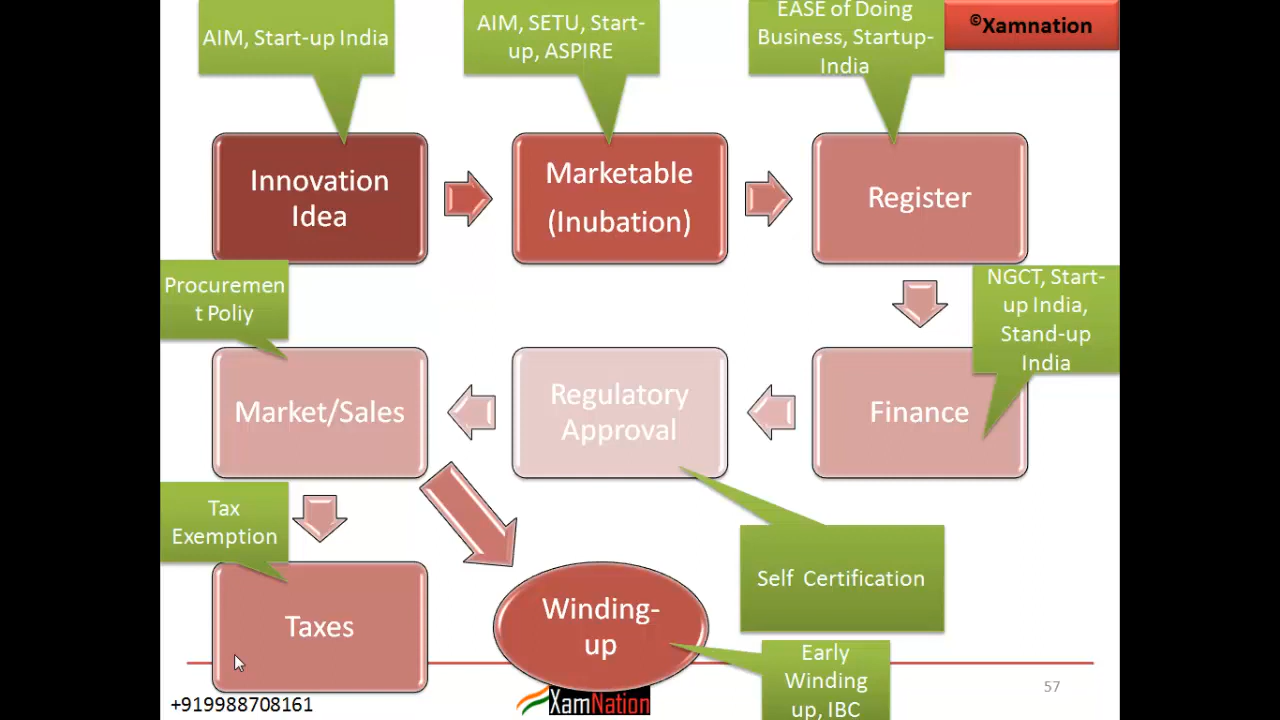 AIM, Start-up India
AIM, SETU, Start-
up, ASPIRE
EASE of Doing
Business, Startup-
India
©Xamnation
Innovation
Idea
Marketable
(Inubation)
Register
Procuremen
t Poliy
NGCT, Start-
up India,
Stand-up
India
Market/Sales
Regulatory
Approval
Finance
Tax
Exemption
Self Certification
Taxes
Winding-
up
Early
Winding
up, IBC
57
+919988708161
XamNation